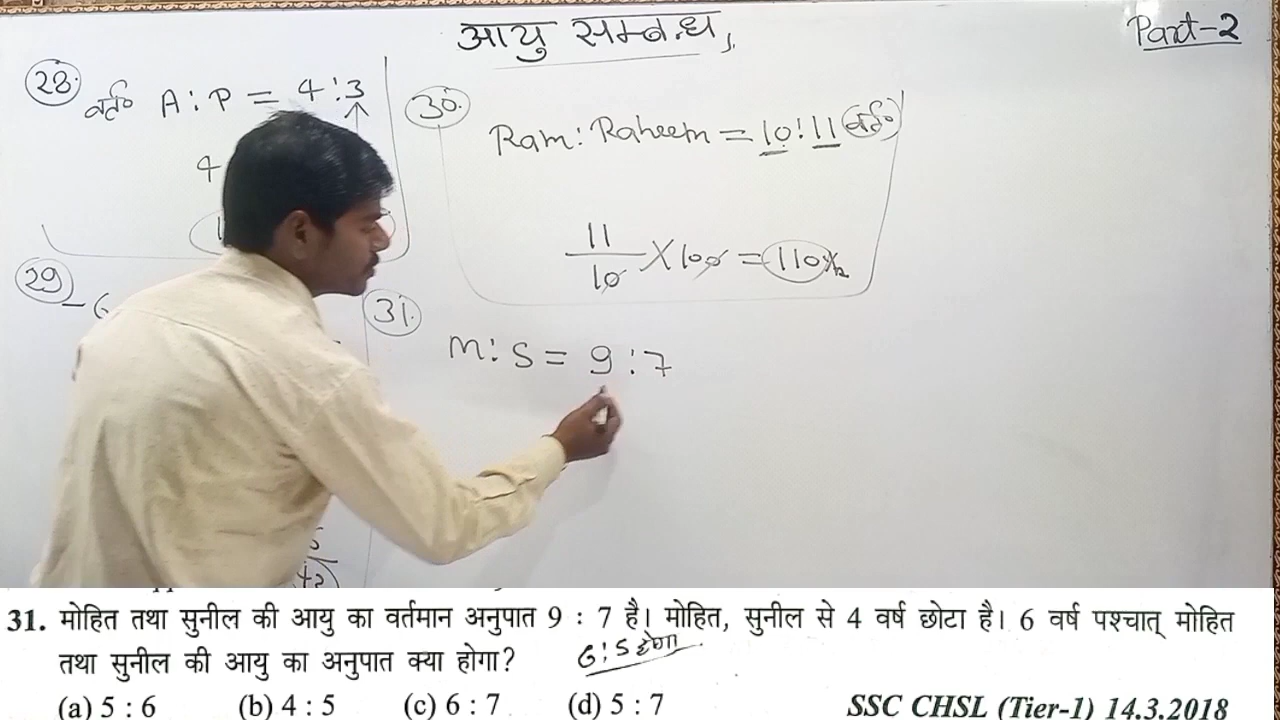 आयु सम्बन्ध,
Part-2
28. वर्त० A : P = 4 : 3
4
29
30. Ram : Raheem = 10 : 11 वर्त०
11/10 × 100 = 110%
31. M : S = 9 : 7
31. मोहित तथा सुनील की आयु का वर्तमान अनुपात 9 : 7 है। मोहित, सुनील से 4 वर्ष छोटा है। 6 वर्ष पश्चात् मोहित
तथा सुनील की आयु का अनुपात क्या होगा? 6 : 5 होगा
(a) 5 : 6 (b) 4 : 5 (c) 6 : 7 (d) 5 : 7 SSC CHSL (Tier-1) 14.3.2018